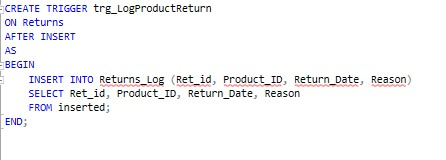 CREATE TRIGGER trg_LogProductReturn
ON Returns
AFTER INSERT
AS
BEGIN
    INSERT INTO Returns_Log (Ret_id, Product_ID, Return_Date, Reason)
    SELECT Ret_id, Product_ID, Return_Date, Reason
    FROM inserted;
END;